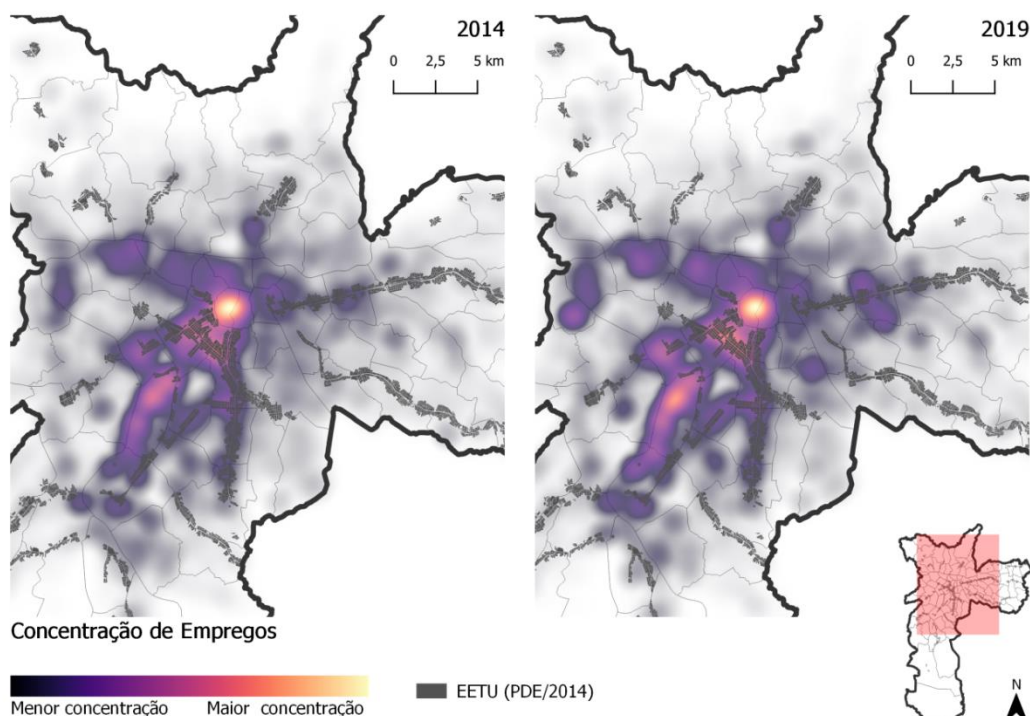 2014
0 2,5 5 km
2019
0 2,5 5 km
Concentração de Empregos
Menor concentração Maior concentração
EETU (PDE/2014)
N